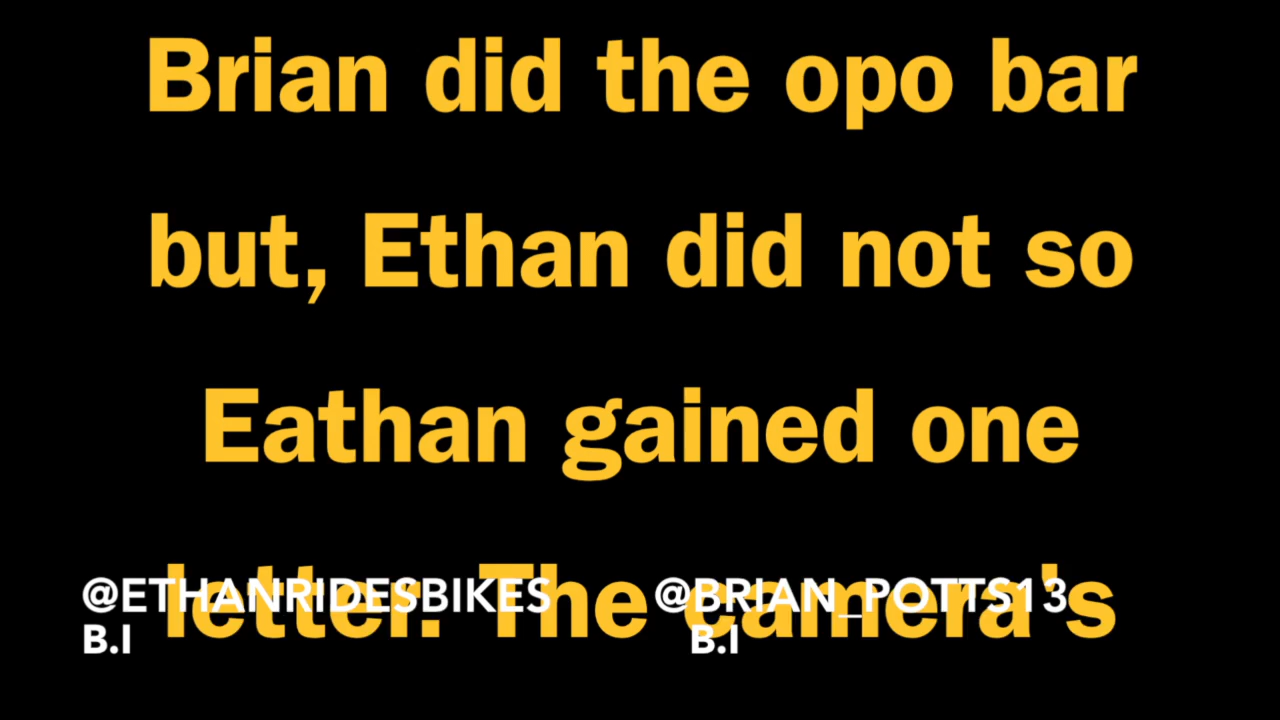 Brian did the opo bar
but, Ethan did not so
Eathan gained one
letter. The camera's
@ETHANRIDESBIKES @BRIAN_POTTS13
B.I B.I